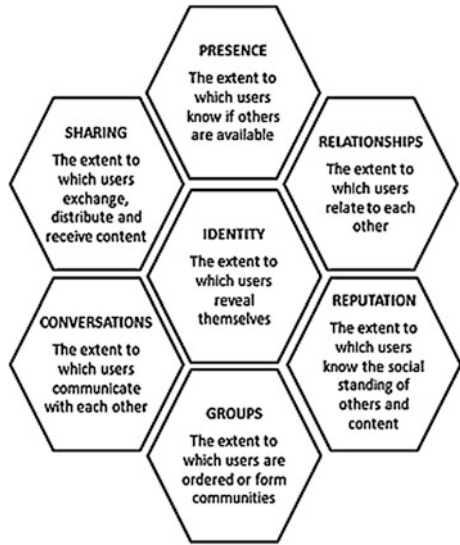 PRESENCE
The extent to
which users
know if others
are available
SHARING
The extent to
which users
exchange,
distribute and
receive content
RELATIONSHIPS
The extent to
which users
relate to each
other
IDENTITY
The extent to
which users
reveal
themselves
CONVERSATIONS
The extent to
which users
communicate
with each other
REPUTATION
The extent to
which users
know the social
standing of
others and
content
GROUPS
The extent to
which users are
ordered or form
communities